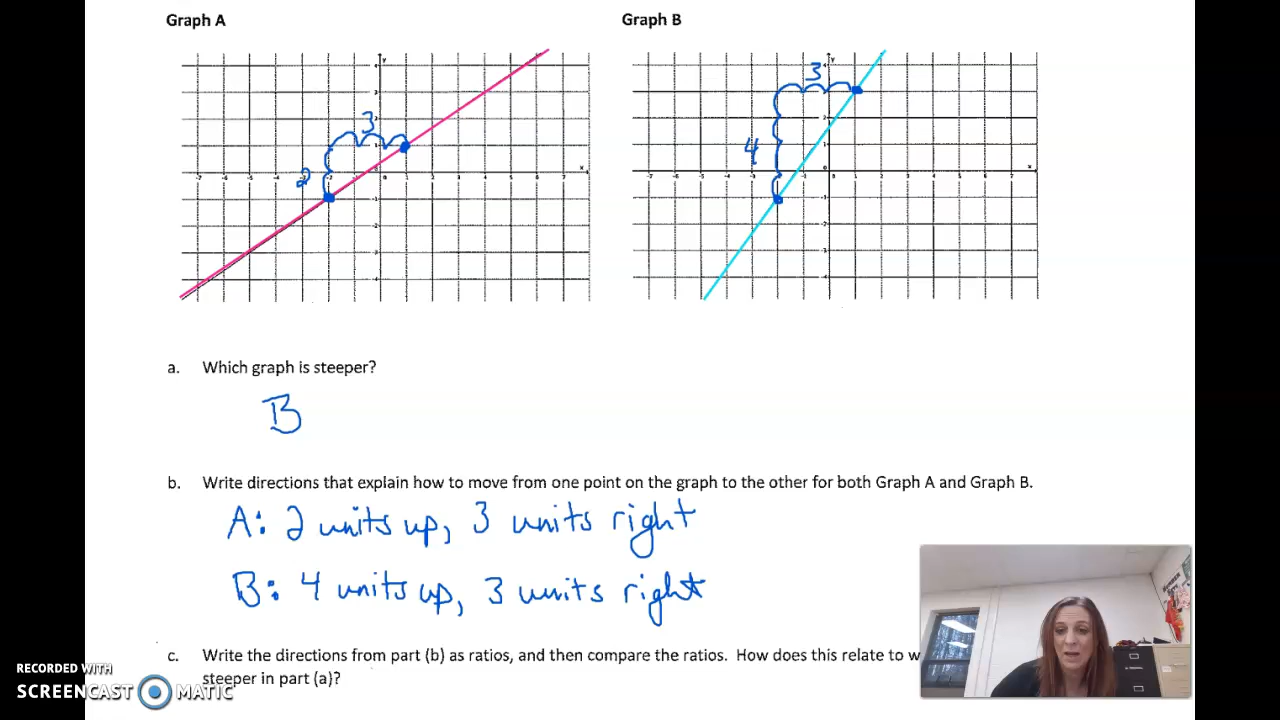 Graph A
Graph B
3
2
3
4
a. Which graph is steeper?
B
b. Write directions that explain how to move from one point on the graph to the other for both Graph A and Graph B.
A: 2 units up, 3 units right
B: 4 units up, 3 units right
c. Write the directions from part (b) as ratios, and then compare the ratios. How does this relate to w
steeper in part (a)?
RECORDED WITH
SCREENCAST MATIC